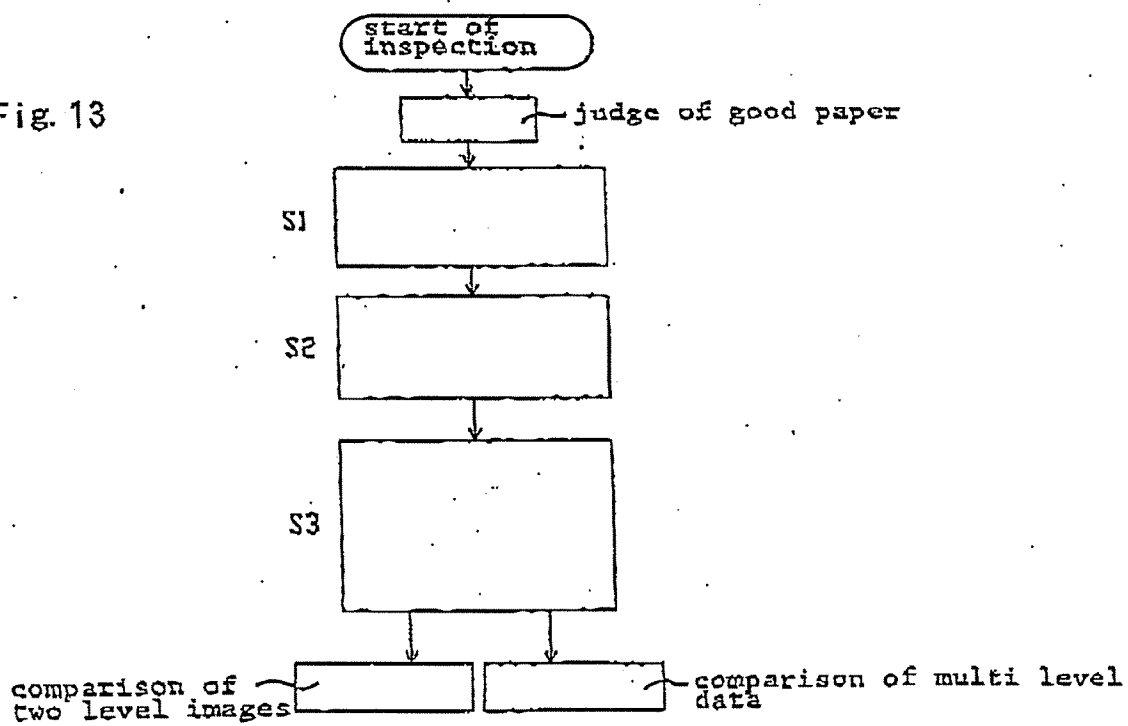 start of
inspection
Fig. 13
judge of good paper
S1
S2
S3
comparison of
two level images
comparison of multi level
data